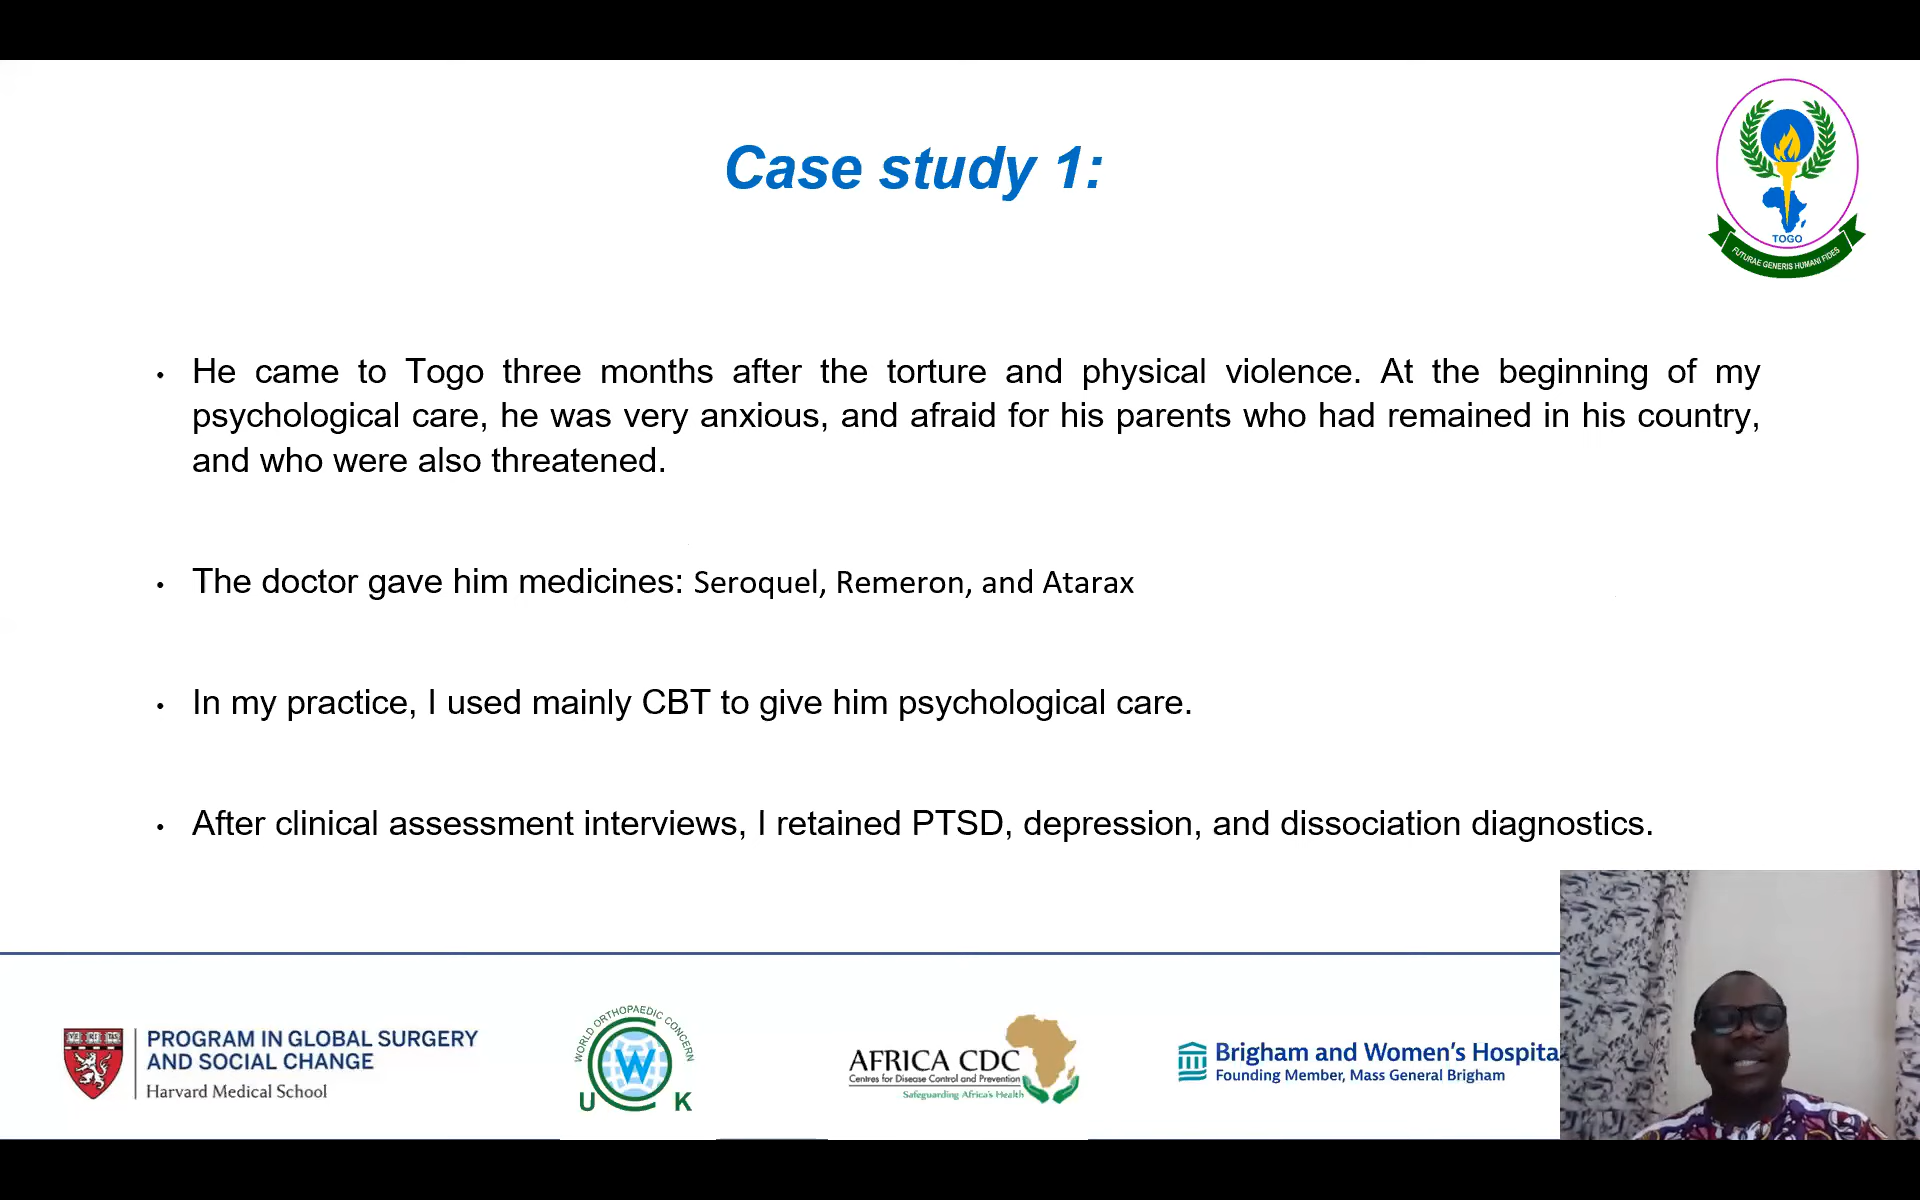 Case study 1:
TOGO
FUTURAE GENERIS HUMANI FIDES
• He came to Togo three months after the torture and physical violence. At the beginning of my
psychological care, he was very anxious, and afraid for his parents who had remained in his country,
and who were also threatened.
• The doctor gave him medicines: Seroquel, Remeron, and Atarax
• In my practice, I used mainly CBT to give him psychological care.
• After clinical assessment interviews, I retained PTSD, depression, and dissociation diagnostics.
PROGRAM IN GLOBAL SURGERY
AND SOCIAL CHANGE
Harvard Medical School
WORLD ORTHOPAEDIC CONCERN
W
U K
AFRICA CDC
Centres for Disease Control and Prevention
Safeguarding Africa's Health
Brigham and Women's Hospita
Founding Member, Mass General Brigham